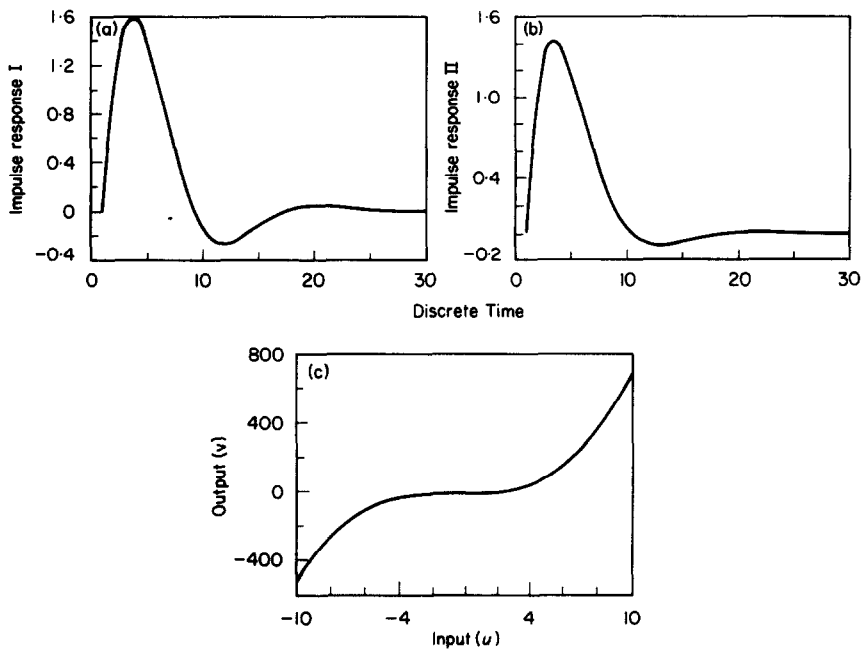 (a)
Impulse response I
1·6
1·2
0·8
0·4
0
−0·4
0 10 20 30
(b)
Impulse response II
1·6
1·0
0·4
−0·2
0 10 20 30
Discrete Time
(c)
Output (v)
800
400
0
−400
−10 −4 4 10
Input (u)